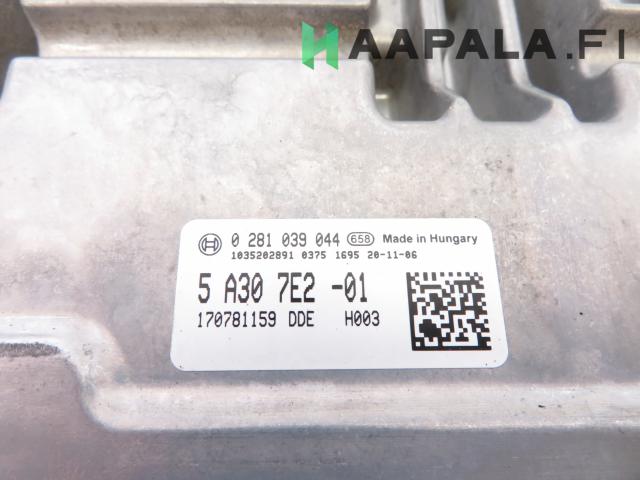 HAAPALA.FI
0 281 039 044 658 Made in Hungary
1035202891 0375 1695 20-11-06
5 A30 7E2 -01
170781159 DDE H003